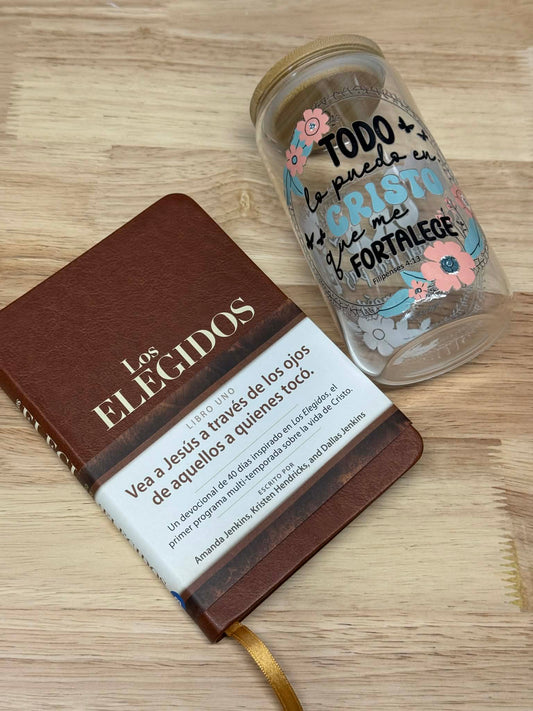 TODO
lo puedo en
CRISTO
que me
FORTALECE
Filipenses 4:13
Los
ELEGIDOS
LIBRO UNO
Vea a Jesús a través de los ojos
de aquellos a quienes tocó.
Un devocional de 40 días inspirado en Los Elegidos, el
primer programa multi-temporada sobre la vida de Cristo.
ESCRITO POR
Amanda Jenkins, Kristen Hendricks, and Dallas Jenkins